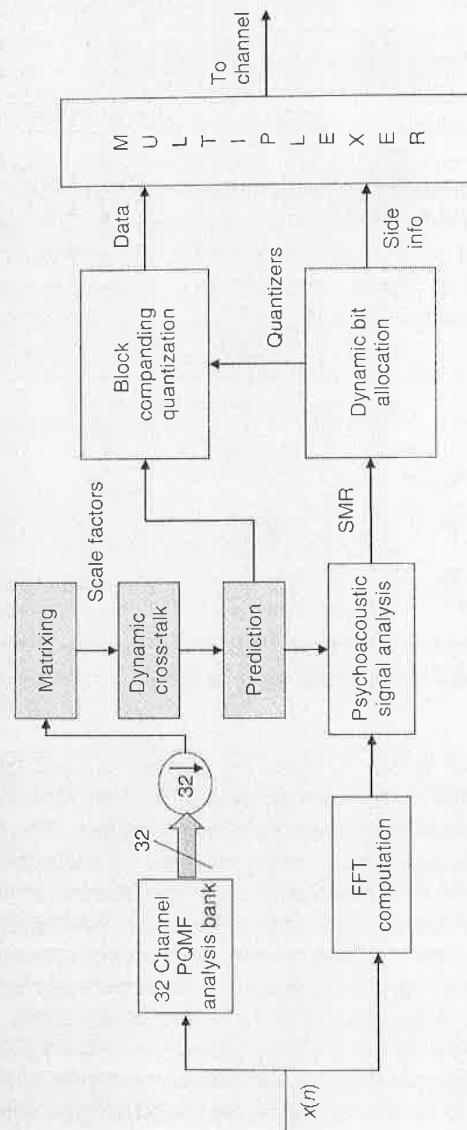 x(n)
32 Channel
PQMF
analysis bank
32
32
Matrixing
Dynamic
cross-talk
Prediction
Scale factors
Block
companding
quantization
Data
FFT
computation
Psychoacoustic
signal analysis
SMR
Dynamic bit
allocation
Quantizers
Side
info
M U L T I P L E X E R
To
channel